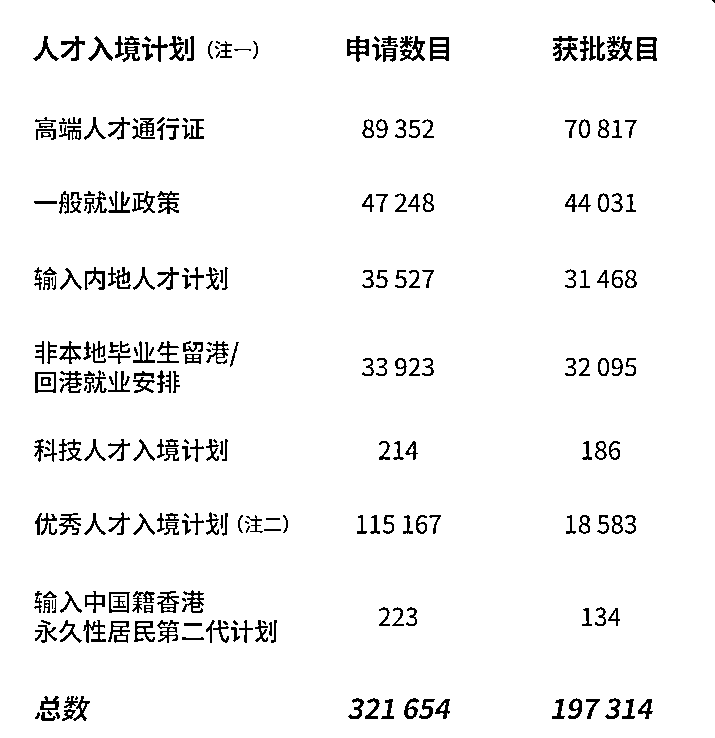 人才入境计划（注一） 申请数目 获批数目
高端人才通行证 89 352 70 817
一般就业政策 47 248 44 031
输入内地人才计划 35 527 31 468
非本地毕业生留港/
回港就业安排 33 923 32 095
科技人才入境计划 214 186
优秀人才入境计划（注二） 115 167 18 583
输入中国籍香港
永久性居民第二代计划 223 134
总数 321 654 197 314